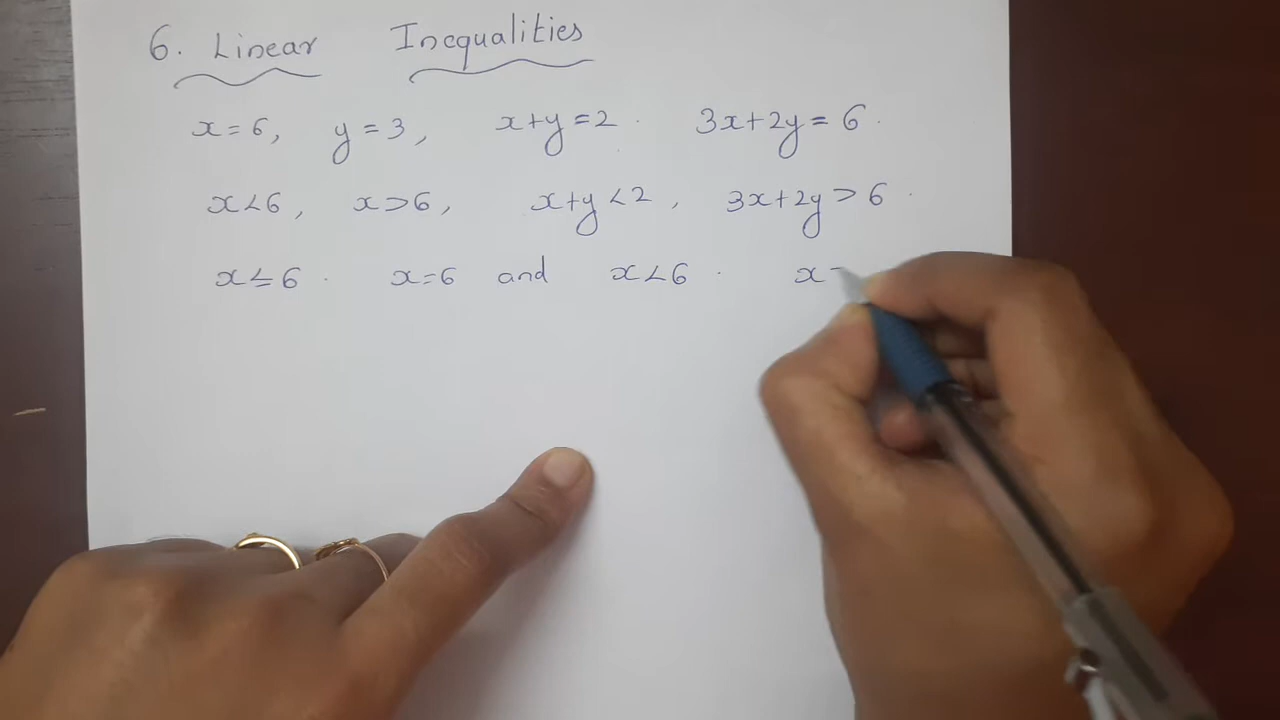 6. Linear Inequalities
x=6, y=3, x+y=2. 3x+2y=6.
x<6, x>6, x+y<2, 3x+2y>6.
x≤6. x=6 and x<6. x